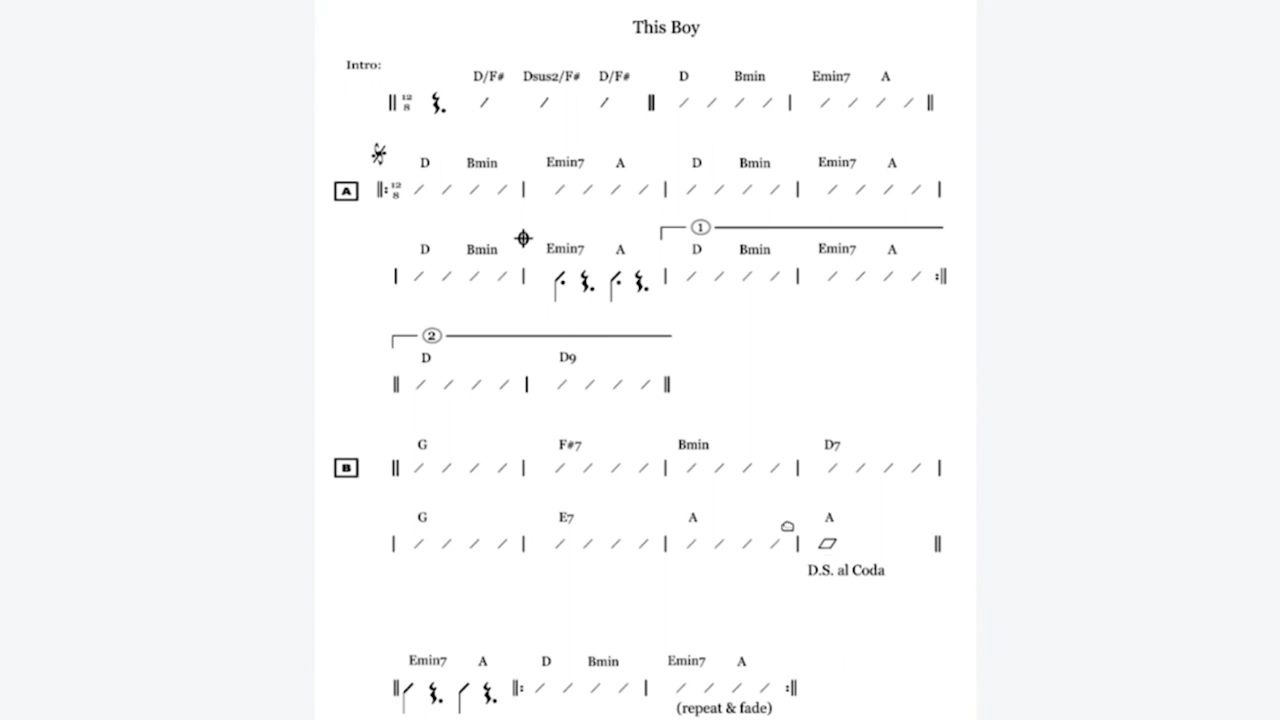 This Boy
Intro:
D/F# Dsus2/F# D/F# D Bmin Emin7 A
12
8
D Bmin Emin7 A D Bmin Emin7 A
A 12
8
1
D Bmin Emin7 A D Bmin Emin7 A
2
D D9
G F#7 Bmin D7
B
G E7 A A
D.S. al Coda
Emin7 A D Bmin Emin7 A
(repeat & fade)